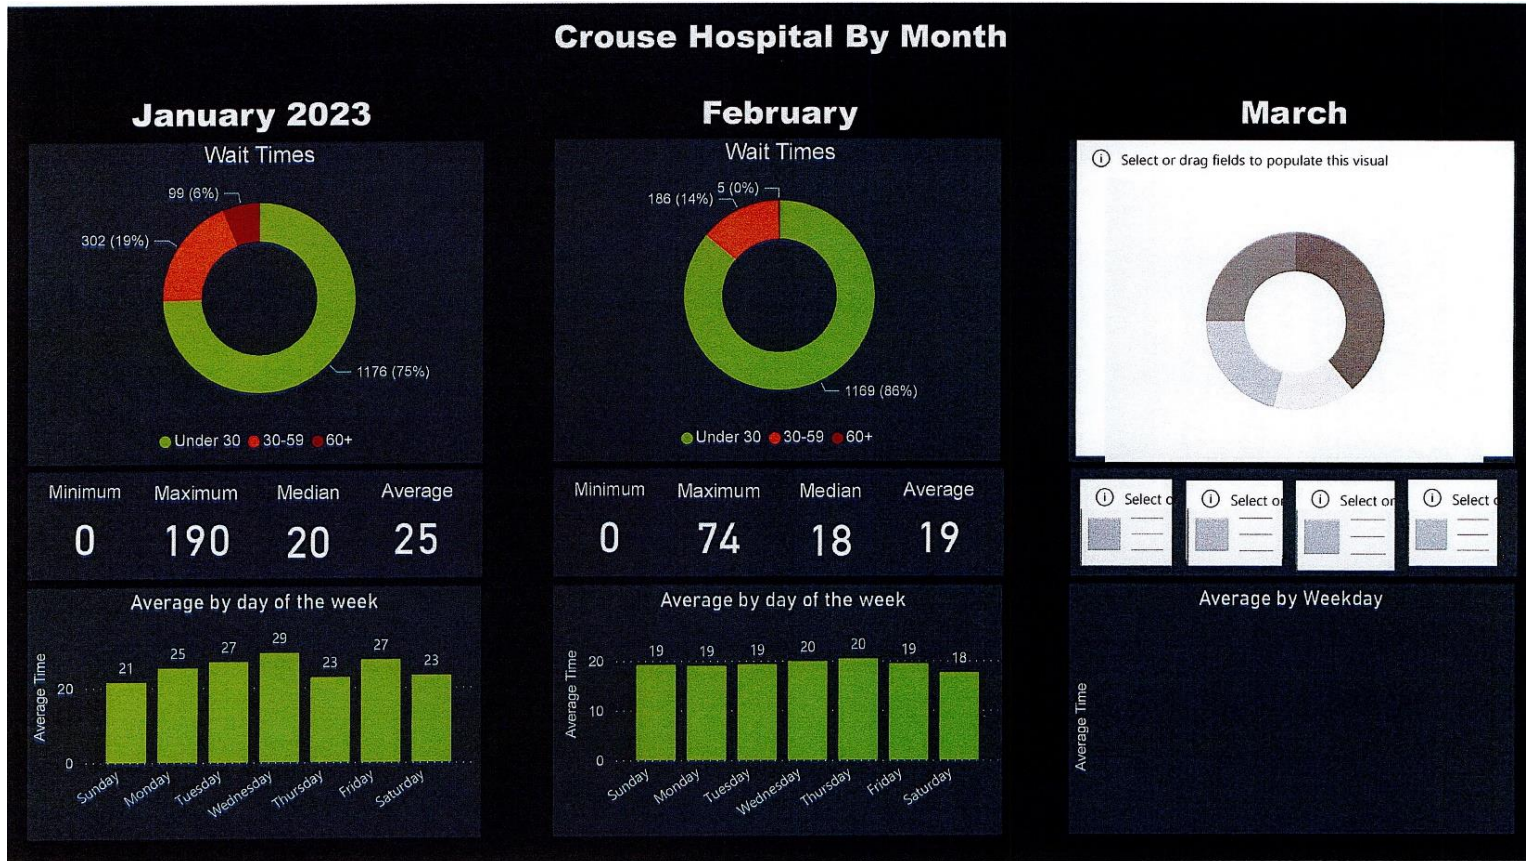 Crouse Hospital By Month
January 2023
Wait Times
99 (6%)
302 (19%)
1176 (75%)
Under 30 30-59 60+
Minimum Maximum Median Average
0 190 20 25
Average by day of the week
Average Time
20
0
21 25 27 29 23 27 23
Sunday Monday Tuesday Wednesday Thursday Friday Saturday
February
Wait Times
5 (0%)
186 (14%)
1169 (86%)
Under 30 30-59 60+
Minimum Maximum Median Average
0 74 18 19
Average by day of the week
Average Time
20
10
0
19 19 19 20 20 19 18
Sunday Monday Tuesday Wednesday Thursday Friday Saturday
March
Select or drag fields to populate this visual
Select o Select or Select or Select o
Average by Weekday
Average Time